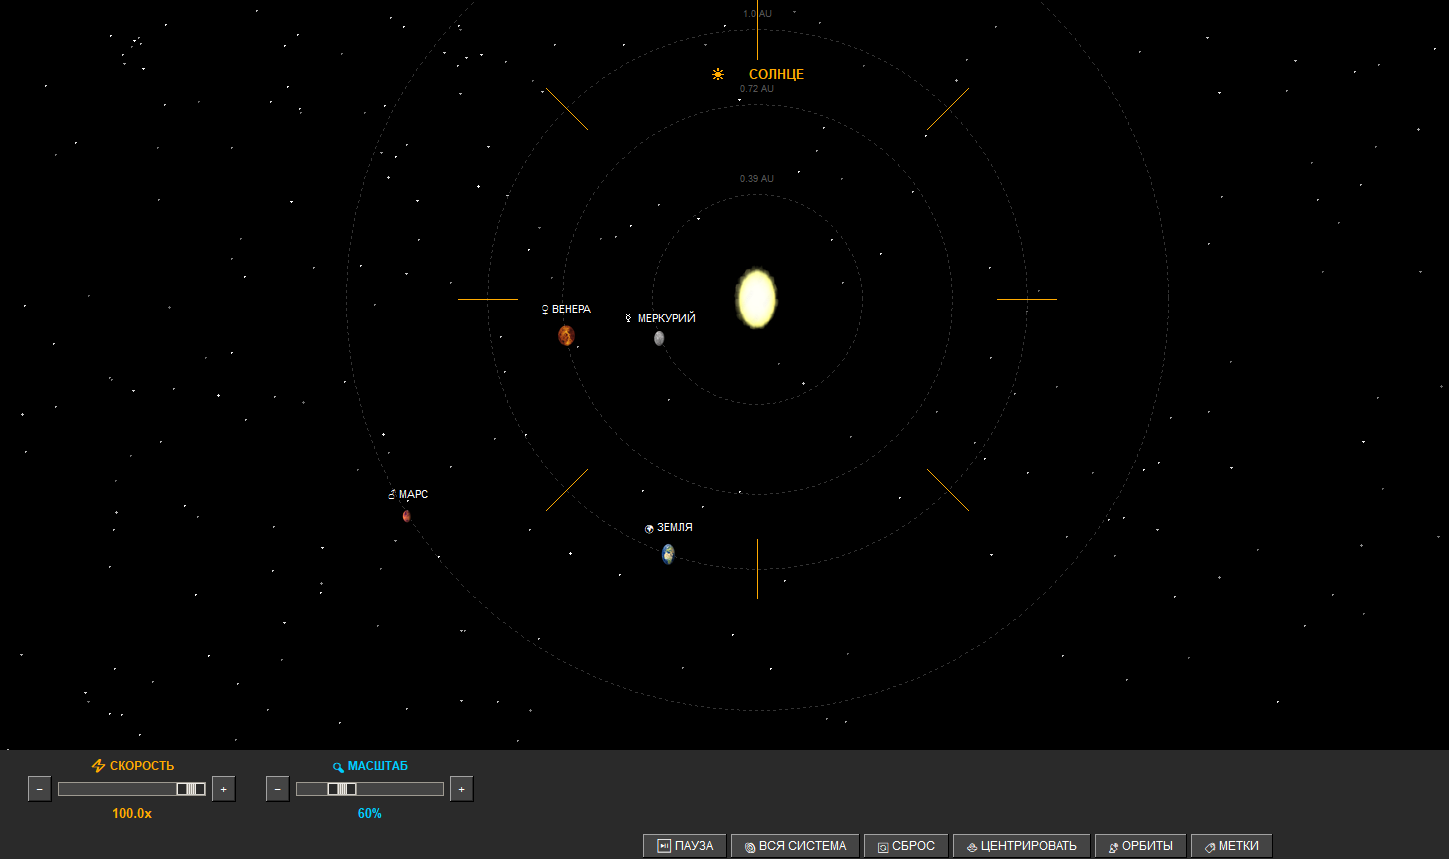 1.0 AU
☀ СОЛНЦЕ
0.72 AU
0.39 AU
♀ ВЕНЕРА
☿ МЕРКУРИЙ
♂ МАРС
ЗЕМЛЯ
⚡ СКОРОСТЬ
МАСШТАБ
−
+
−
+
100.0x
60%
ПАУЗА
ВСЯ СИСТЕМА
СБРОС
ЦЕНТРИРОВАТЬ
ОРБИТЫ
МЕТКИ